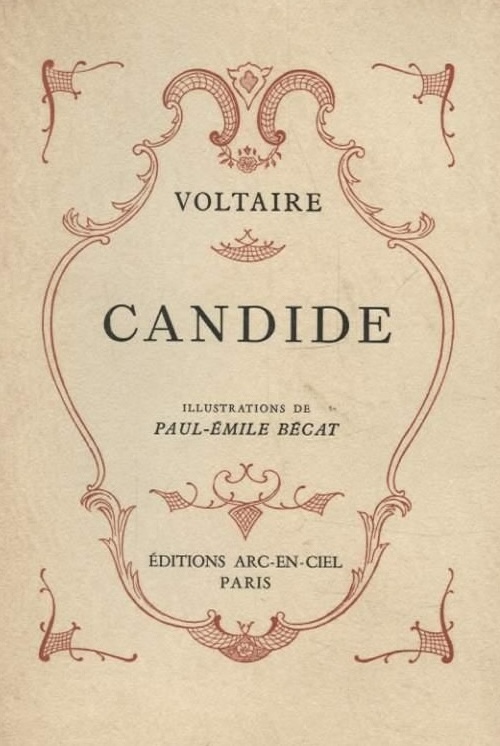 VOLTAIRE
CANDIDE
ILLUSTRATIONS DE
PAUL-ÉMILE BÉCAT
ÉDITIONS ARC-EN-CIEL
PARIS